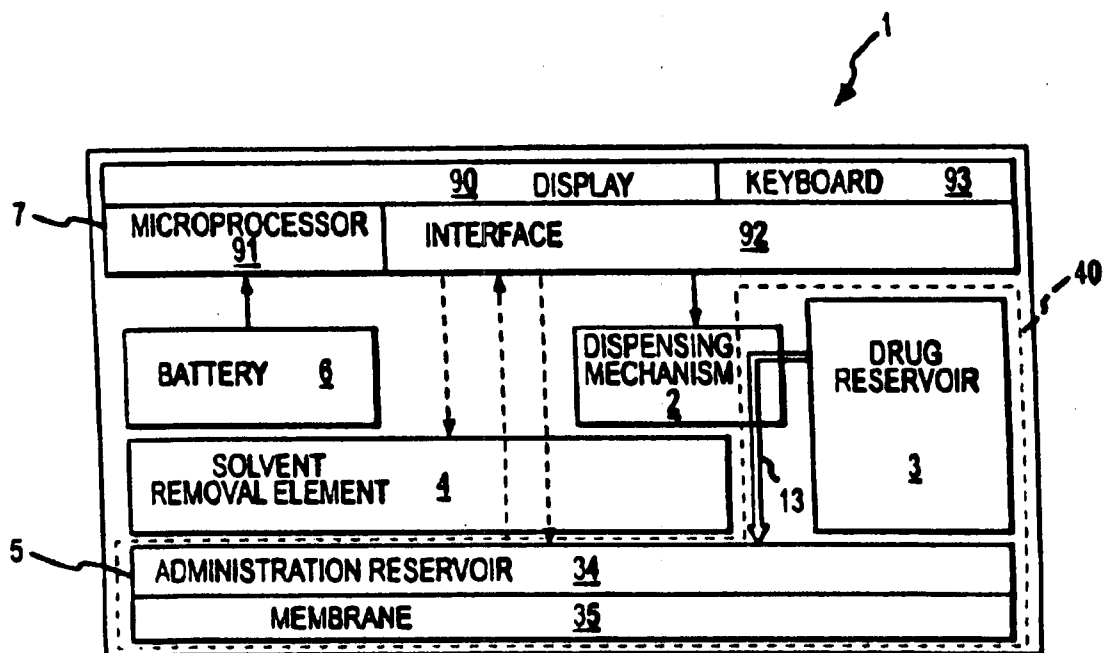 1
90 DISPLAY
KEYBOARD 93
7
MICROPROCESSOR
91
INTERFACE 92
40
BATTERY 6
DISPENSING
MECHANISM
2
DRUG
RESERVOIR
3
SOLVENT
REMOVAL ELEMENT 4
13
5
ADMINISTRATION RESERVOIR 34
MEMBRANE 35